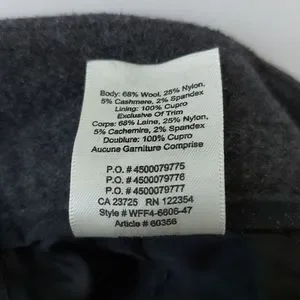 Body: 68% Wool, 25% Nylon,
5% Cashmere, 2% Spandex
Lining: 100% Cupro
Exclusive Of Trim
Corps: 68% Laine, 25% Nylon,
5% Cachemire, 2% Spandex
Doublure: 100% Cupro
Aucune Garniture Comprise
P.O. # 4500079775
P.O. # 4500079776
P.O. # 4500079777
CA 23725 RN 122354
Style # WFF4-6606-47
Article # 60356